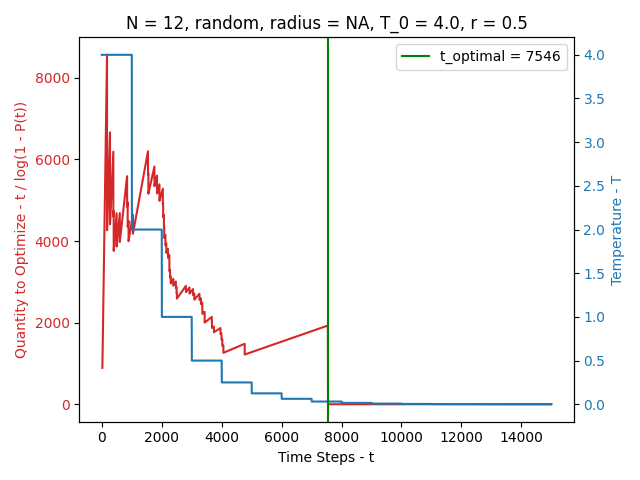 N = 12, random, radius = NA, T_0 = 4.0, r = 0.5
t_optimal = 7546
Quantity to Optimize - t / log(1 - P(t))
8000
6000
4000
2000
0
4.0
3.5
3.0
2.5
2.0
1.5
1.0
0.5
0.0
Temperature - T
0 2000 4000 6000 8000 10000 12000 14000
Time Steps - t